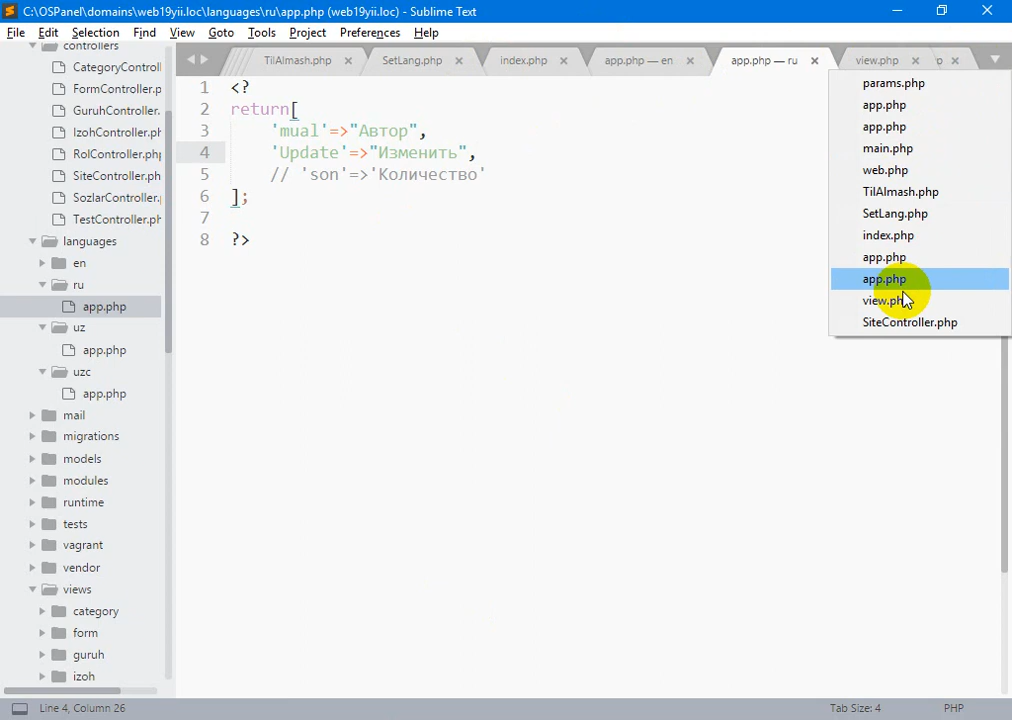 C:\OSPanel\domains\web19yii.loc\languages\ru\app.php (web19yii.loc) - Sublime Text
File Edit Selection Find View Goto Tools Project Preferences Help
controllers
CategoryControl
FormController.p
GuruhController.
IzohController.ph
RolController.php
SiteController.ph
SozlarController.
TestController.ph
languages
en
ru
app.php
uz
app.php
uzc
app.php
mail
migrations
models
modules
runtime
tests
vagrant
vendor
views
category
form
guruh
izoh
TilAlmash.php
SetLang.php
index.php
app.php — en
app.php — ru
view.php
1 <?
2 return[
3 'mual'=>"Автор",
4 'Update'=>"Изменить",
5 // 'son'=>'Количество'
6 ];
7
8 ?>
params.php
app.php
app.php
main.php
web.php
TilAlmash.php
SetLang.php
index.php
app.php
app.php
view.php
SiteController.php
Line 4, Column 26
Tab Size: 4
PHP